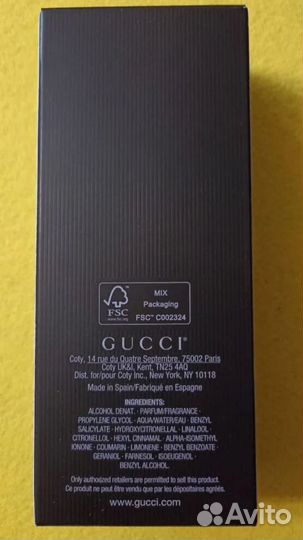 FSC
www.fsc.org
MIX
Packaging
FSC™ C002324
GUCCI
Coty, 14 rue du Quatre Septembre, 75002 Paris
Coty UK&I, Kent, TN25 4AQ
Dist. for/pour Coty Inc., New York, NY 10118
Made in Spain/Fabriqué en Espagne
INGREDIENTS:
ALCOHOL DENAT. • PARFUM/FRAGRANCE •
PROPYLENE GLYCOL • AQUA/WATER/EAU • BENZYL
SALICYLATE • HYDROXYCITRONELLAL • LINALOOL •
CITRONELLOL • HEXYL CINNAMAL • ALPHA-ISOMETHYL
IONONE • COUMARIN • LIMONENE • BENZYL BENZOATE •
GERANIOL • FARNESOL • ISOEUGENOL •
BENZYL ALCOHOL.
Only authorized retailers are permitted to sell this product.
Ce produit ne peut être vendu que par les dépositaires agréés.
www.gucci.com
Avito